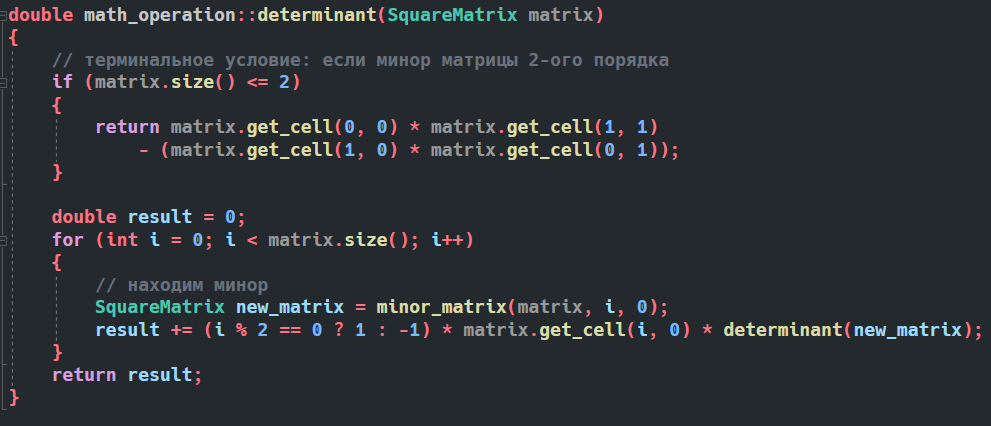 double math_operation::determinant(SquareMatrix matrix)
{
    // терминальное условие: если минор матрицы 2-ого порядка
    if (matrix.size() <= 2)
    {
        return matrix.get_cell(0, 0) * matrix.get_cell(1, 1)
            - (matrix.get_cell(1, 0) * matrix.get_cell(0, 1));
    }

    double result = 0;
    for (int i = 0; i < matrix.size(); i++)
    {
        // находим минор
        SquareMatrix new_matrix = minor_matrix(matrix, i, 0);
        result += (i % 2 == 0 ? 1 : -1) * matrix.get_cell(i, 0) * determinant(new_matrix);
    }
    return result;
}